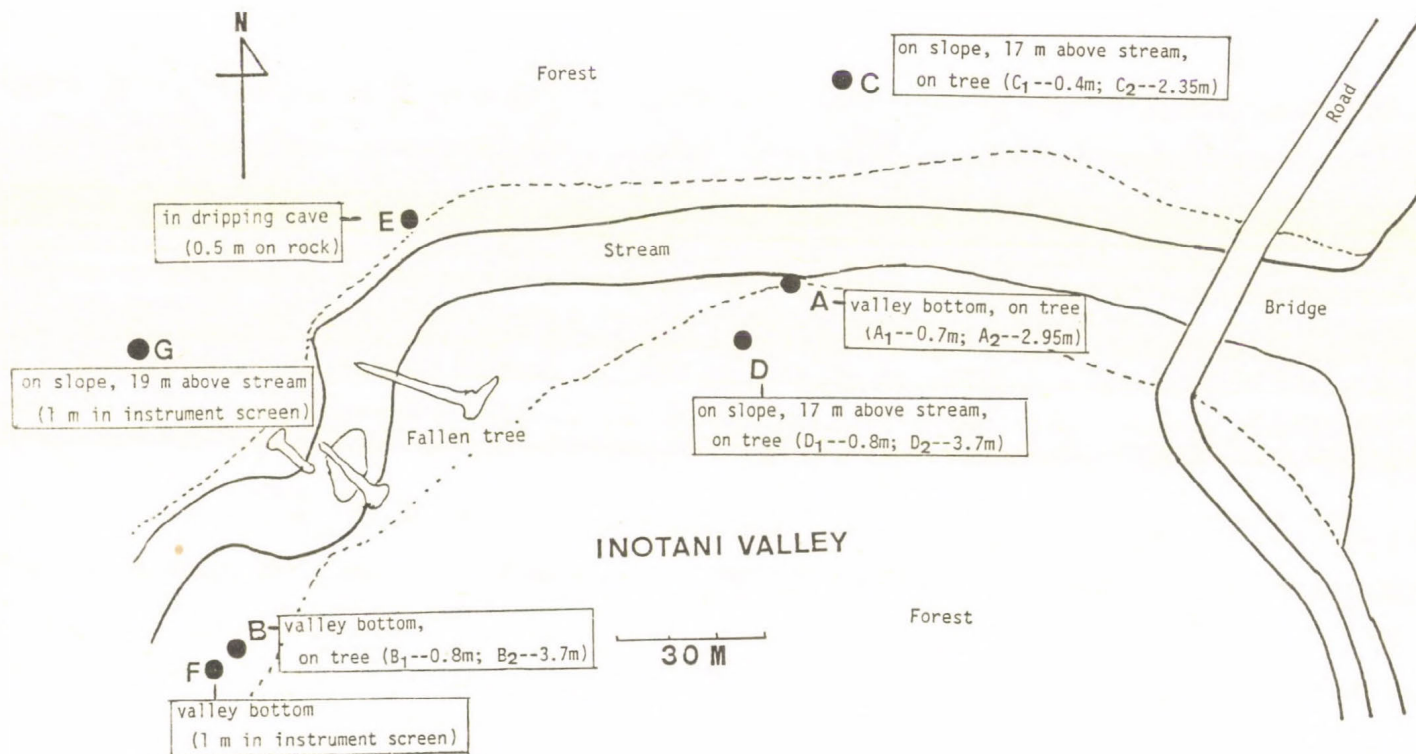 N
Forest
C
on slope, 17 m above stream,
on tree (C₁--0.4m; C₂--2.35m)
Road
in dripping cave
(0.5 m on rock)
E
Stream
A
valley bottom, on tree
(A₁--0.7m; A₂--2.95m)
Bridge
G
on slope, 19 m above stream
(1 m in instrument screen)
D
on slope, 17 m above stream,
on tree (D₁--0.8m; D₂--3.7m)
Fallen tree
INOTANI VALLEY
Forest
B
valley bottom,
on tree (B₁--0.8m; B₂--3.7m)
30 M
F
valley bottom
(1 m in instrument screen)